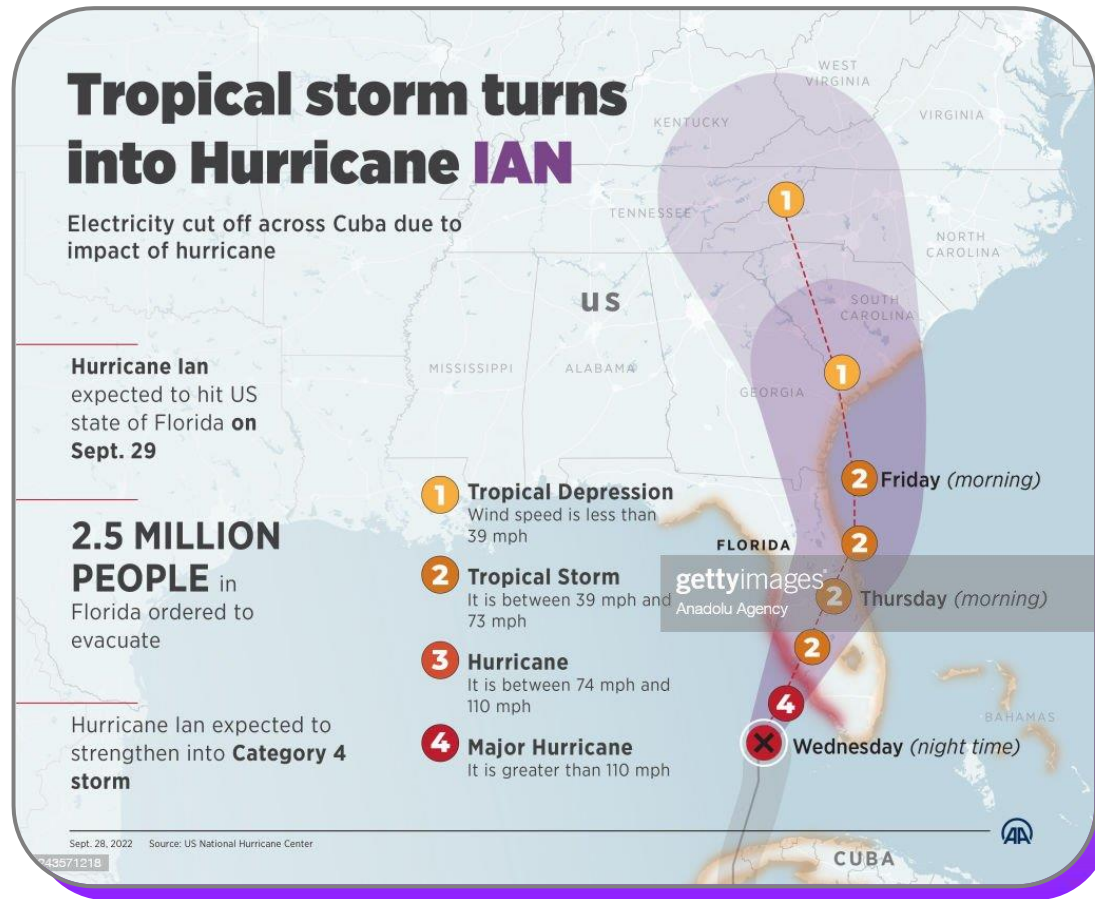 Tropical storm turns
into Hurricane IAN
Electricity cut off across Cuba due to
impact of hurricane
Hurricane Ian
expected to hit US
state of Florida on
Sept. 29
2.5 MILLION
PEOPLE in
Florida ordered to
evacuate
Hurricane Ian expected to
strengthen into Category 4
storm
1 Tropical Depression
Wind speed is less than
39 mph
2 Tropical Storm
It is between 39 mph and
73 mph
3 Hurricane
It is between 74 mph and
110 mph
4 Major Hurricane
It is greater than 110 mph
WEST
VIRGINIA
KENTUCKY
VIRGINIA
1
TENNESSEE
NORTH
CAROLINA
US
SOUTH
CAROLINA
MISSISSIPPI
ALABAMA
1
GEORGIA
2 Friday (morning)
FLORIDA
2
gettyimages®
Anadolu Agency
2 Thursday (morning)
2
4
BAHAMAS
Wednesday (night time)
CUBA
AA
Sept. 28, 2022 Source: US National Hurricane Center
43571218